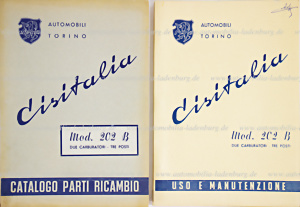 AUTOMOBILI
TORINO
Cisitalia
Mod. 202 B
DUE CARBURATORI - TRE POSTI
CATALOGO PARTI RICAMBIO
AUTOMOBILI
TORINO
Cisitalia
Mod. 202 B
DUE CARBURATORI - TRE POSTI
USO E MANUTENZIONE